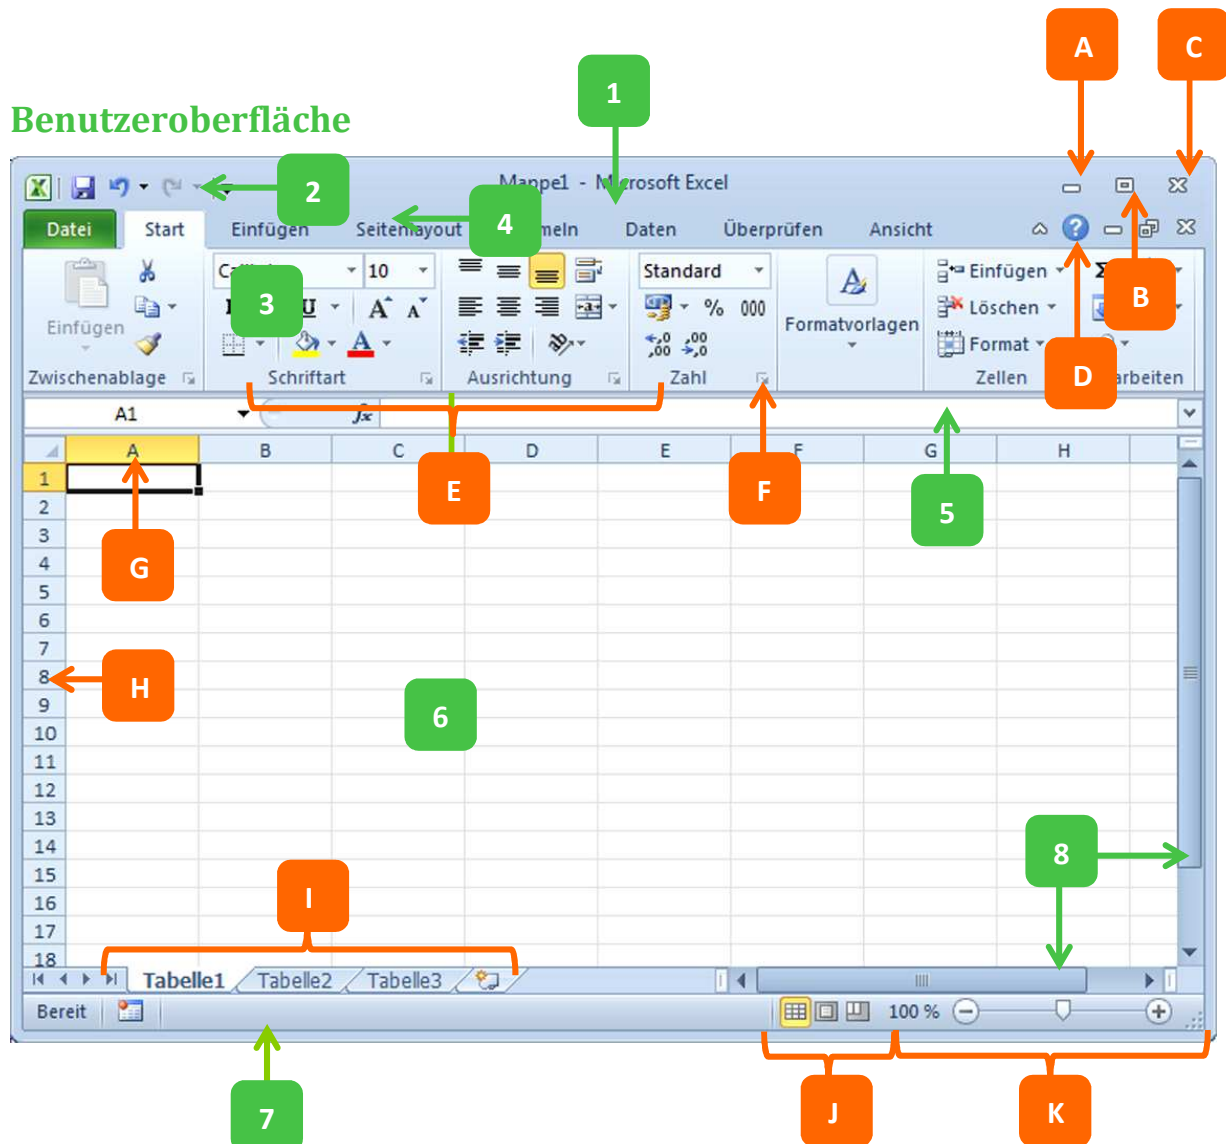 A C
1
Benutzeroberfläche
2
Mappe1 - Microsoft Excel
Datei Start Einfügen Seitenlayout 4 meln Daten Überprüfen Ansicht
10 Standard Einfügen Σ
3 U A A % 000 Löschen B
Einfügen Formatvorlagen
A ,00 ,0 Format D
Zwischenablage Schriftart Ausrichtung Zahl Zellen arbeiten
A1 fx
A B C D E F G H
1
E F 5
2
3
4
G
5
6
7
8 H
9
6
10
11
12
13
14
8
15
16
I
17
18
Tabelle1 Tabelle2 Tabelle3
Bereit 100 %
7 J K